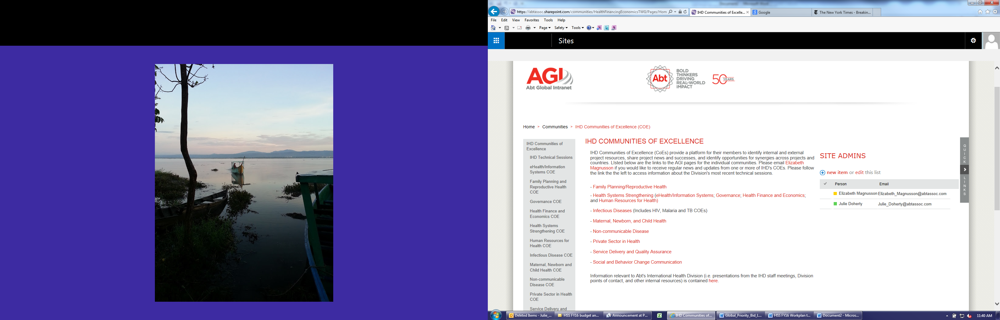 https://abtassoc.sharepoint.com/communities/HealthFinancingEconomicsTWG/Pages/Hom
IHD Communities of Excelle...
Google
The New York Times - Breakin...
File Edit View Favorites Tools Help
Page Safety Tools
Sites
AGI
Abt Global Intranet
Abt
BOLD
THINKERS
DRIVING
REAL-WORLD
IMPACT
50 YEARS
Home > Communities > IHD Communities of Excellence (COE)
IHD Communities of
Excellence
IHD Technical Sessions
eHealth/Information
Systems COE
Family Planning and
Reproductive Health
COE
Governance COE
Health Finance and
Economics COE
Health Systems
Strengthening COE
Human Resources for
Health COE
Infectious Disease COE
Maternal, Newborn and
Child Health COE
Non-communicable
Disease COE
Private Sector in Health
COE
Service Delivery and
IHD COMMUNITIES OF EXCELLENCE
IHD Communities of Excellence (CoEs) provide a platform for their members to identify internal and external
project resources, share project news and successes, and identify opportunities for synergies across projects and
countries. LIsted below are the links to the AGI pages for the individual communities. Please email Elizabeth
Magnusson if you would like to receive regular news and updates from one or more of IHD's COEs. Please follow
the link the the left to access information about the Division's most recent technical sessions.
- Family Planning/Reproductive Health
- Health Systems Strengthening (eHealth/Information Systems; Governance; Health Finance and Economics;
and Human Resources for Health)
- Infectious Diseases (Includes HIV, Malaria and TB COEs)
- Maternal, Newborn, and Child Health
- Non-communicable Disease
- Private Sector in Health
- Service Delivery and Quality Assurance
- Social and Behavior Change Communication
Information relevant to Abt's International Health Division (i.e. presentations from the IHD staff meetings, Division
points of contact, and other internal resources) is contained here.
SITE ADMINS
new item or edit this list
Person Email
Elizabeth Magnusson Elizabeth_Magnusson@abtassoc.com
Julie Doherty Julie_Doherty@abtassoc.com
QUICK LINKS
Deleted Items - Julie_...
HSS FY16 budget an...
Announcement at P...
IHD Communities of...
Global_Priority_Bid_L...
HSS FY16 Workplan t...
Document2 - Micros...
11:40 AM